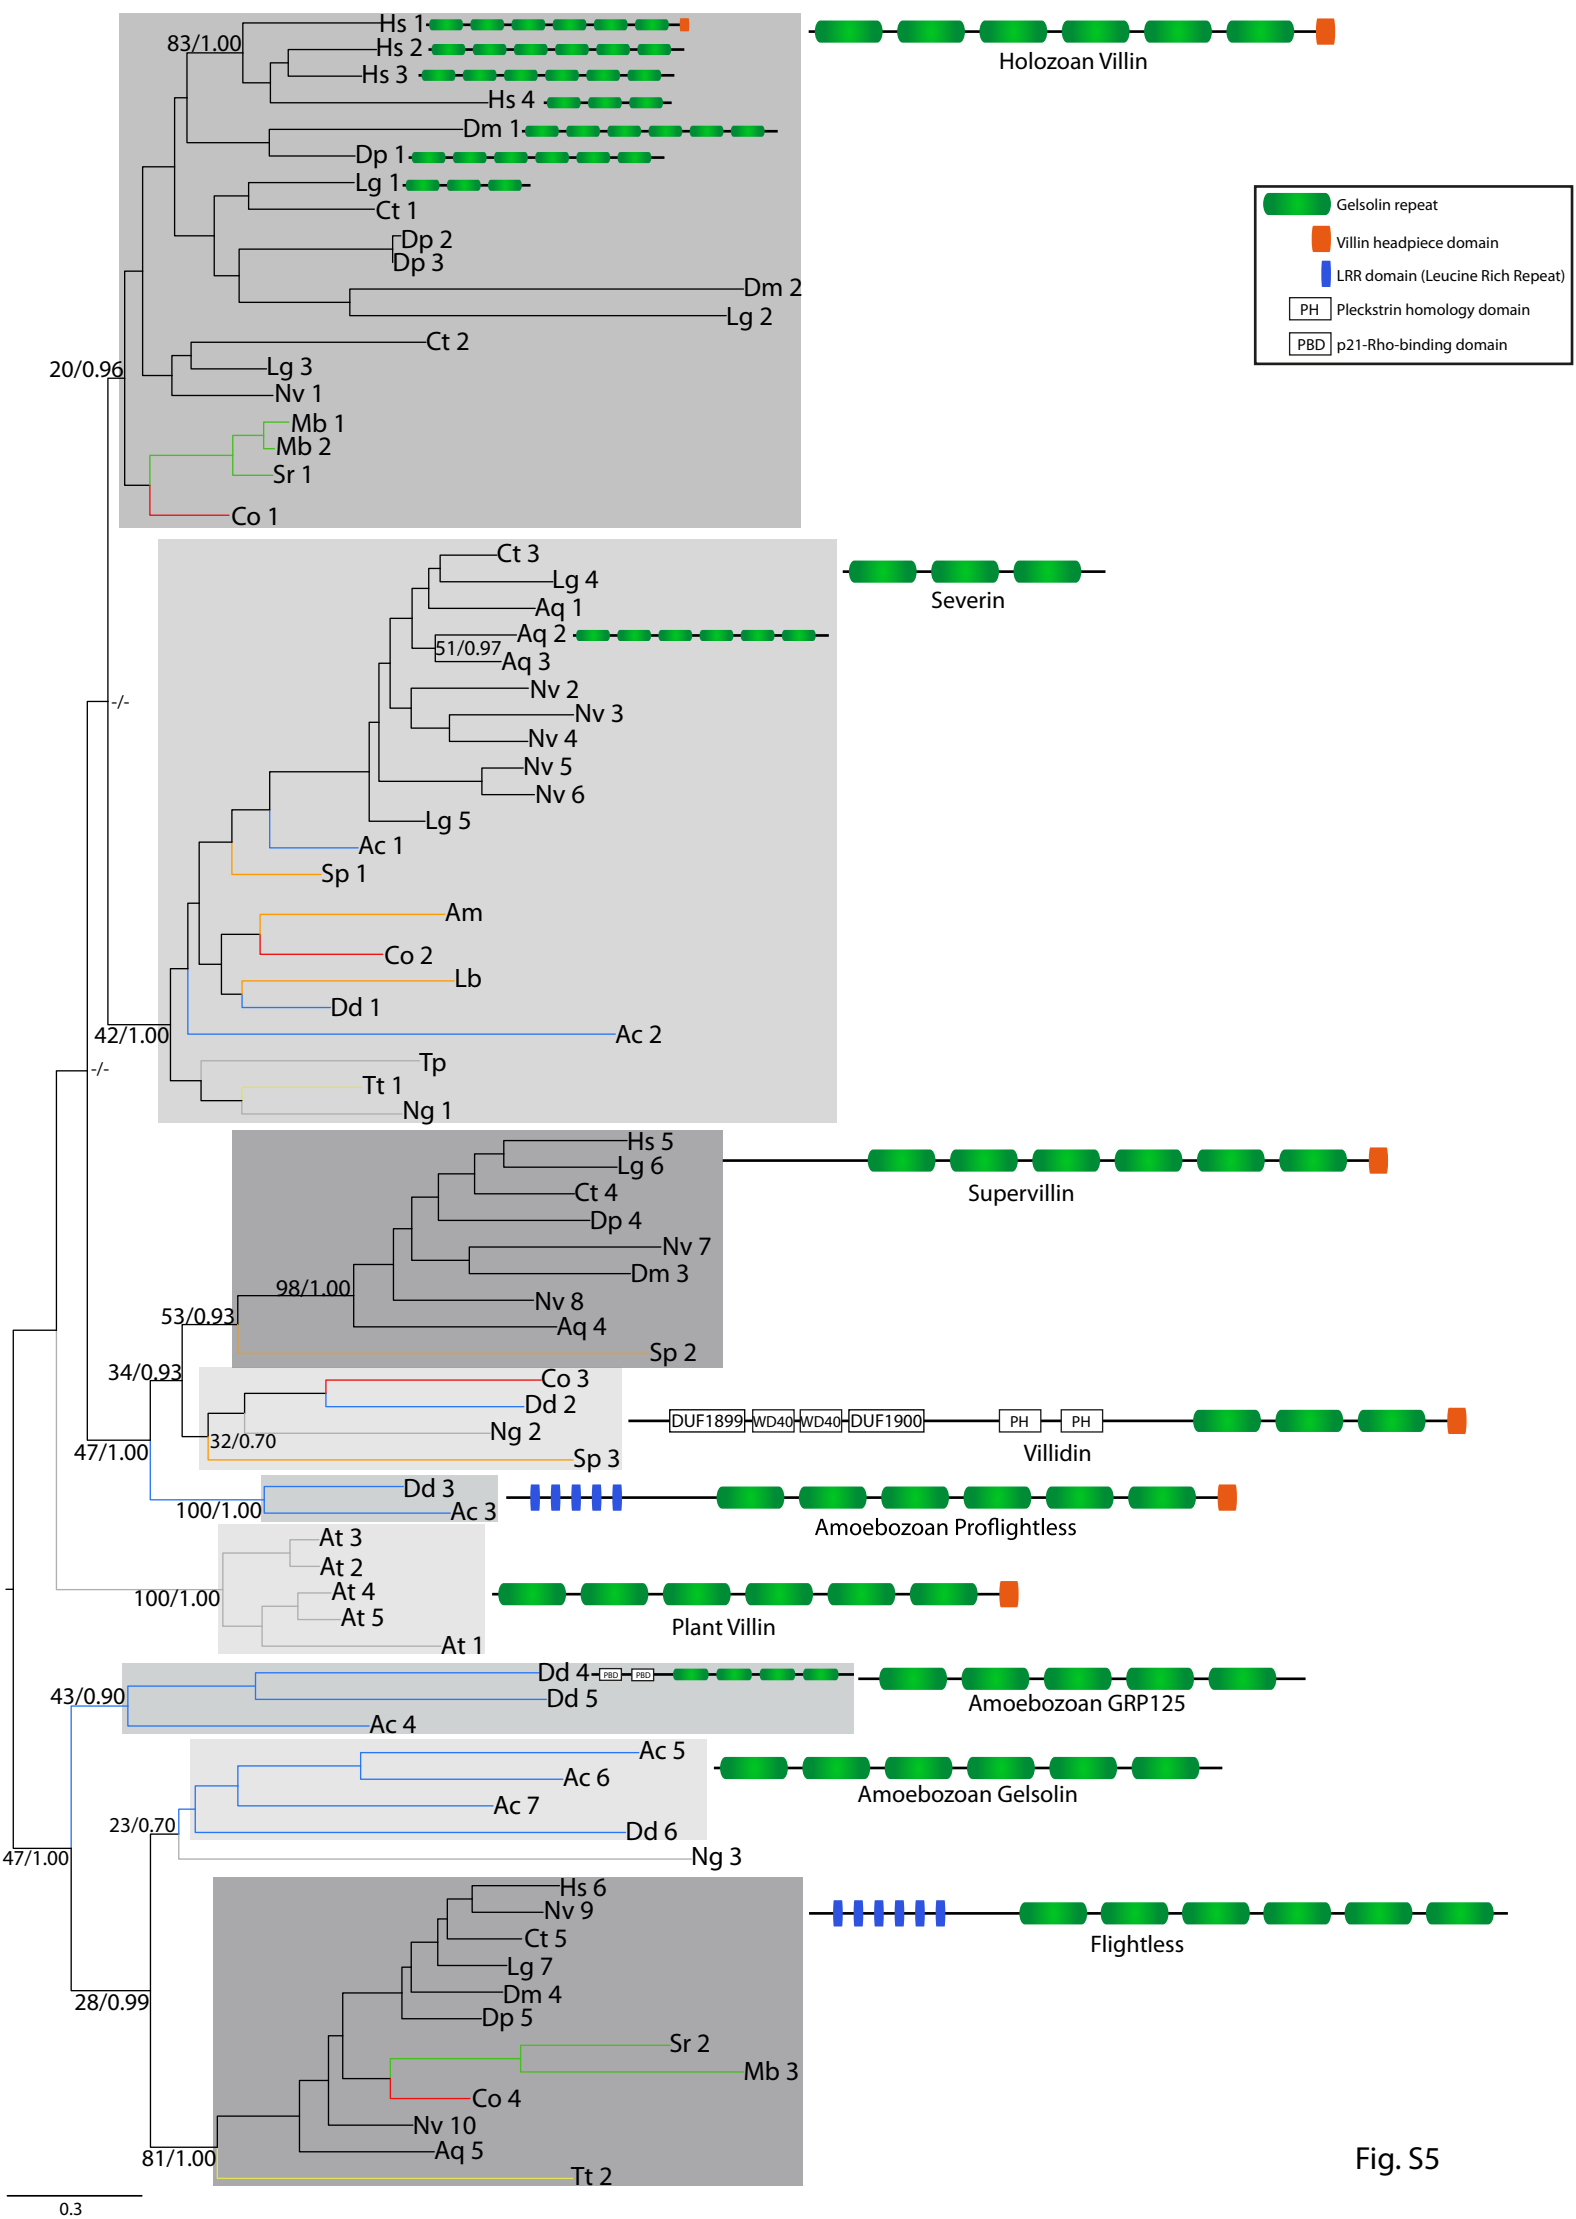 Hs 1
83/1.00
Hs 2
Hs 3
Hs 4
Dm 1
Dp 1
Lg 1
Ct 1
Dp 2
Dp 3
Dm 2
Lg 2
Ct 2
20/0.96
Lg 3
Nv 1
Mb 1
Mb 2
Sr 1
Co 1
Holozoan Villin
Gelsolin repeat
Villin headpiece domain
LRR domain (Leucine Rich Repeat)
PH Pleckstrin homology domain
PBD p21-Rho-binding domain
Ct 3
Lg 4
Aq 1
Aq 2
51/0.97
Aq 3
Nv 2
Nv 3
-/-
Nv 4
Nv 5
Nv 6
Lg 5
Ac 1
Sp 1
Am
Co 2
Lb
Dd 1
42/1.00
Ac 2
Tp
-/-
Tt 1
Ng 1
Severin
Hs 5
Lg 6
Ct 4
Dp 4
Nv 7
Dm 3
98/1.00
Nv 8
53/0.93
Aq 4
Sp 2
Supervillin
34/0.93
Co 3
Dd 2
Ng 2
32/0.70
47/1.00
Sp 3
DUF1899 WD40 WD40 DUF1900 PH PH
Villidin
Dd 3
100/1.00
Ac 3
Amoebozoan Proflightless
At 3
At 2
100/1.00
At 4
At 5
At 1
Plant Villin
Dd 4 PBD PBD
43/0.90
Dd 5
Ac 4
Amoebozoan GRP125
Ac 5
Ac 6
Ac 7
23/0.70
Dd 6
47/1.00
Ng 3
Amoebozoan Gelsolin
Hs 6
Nv 9
Ct 5
Lg 7
Dm 4
28/0.99
Dp 5
Sr 2
Mb 3
Co 4
Nv 10
Aq 5
81/1.00
Tt 2
Flightless
Fig. S5
0.3